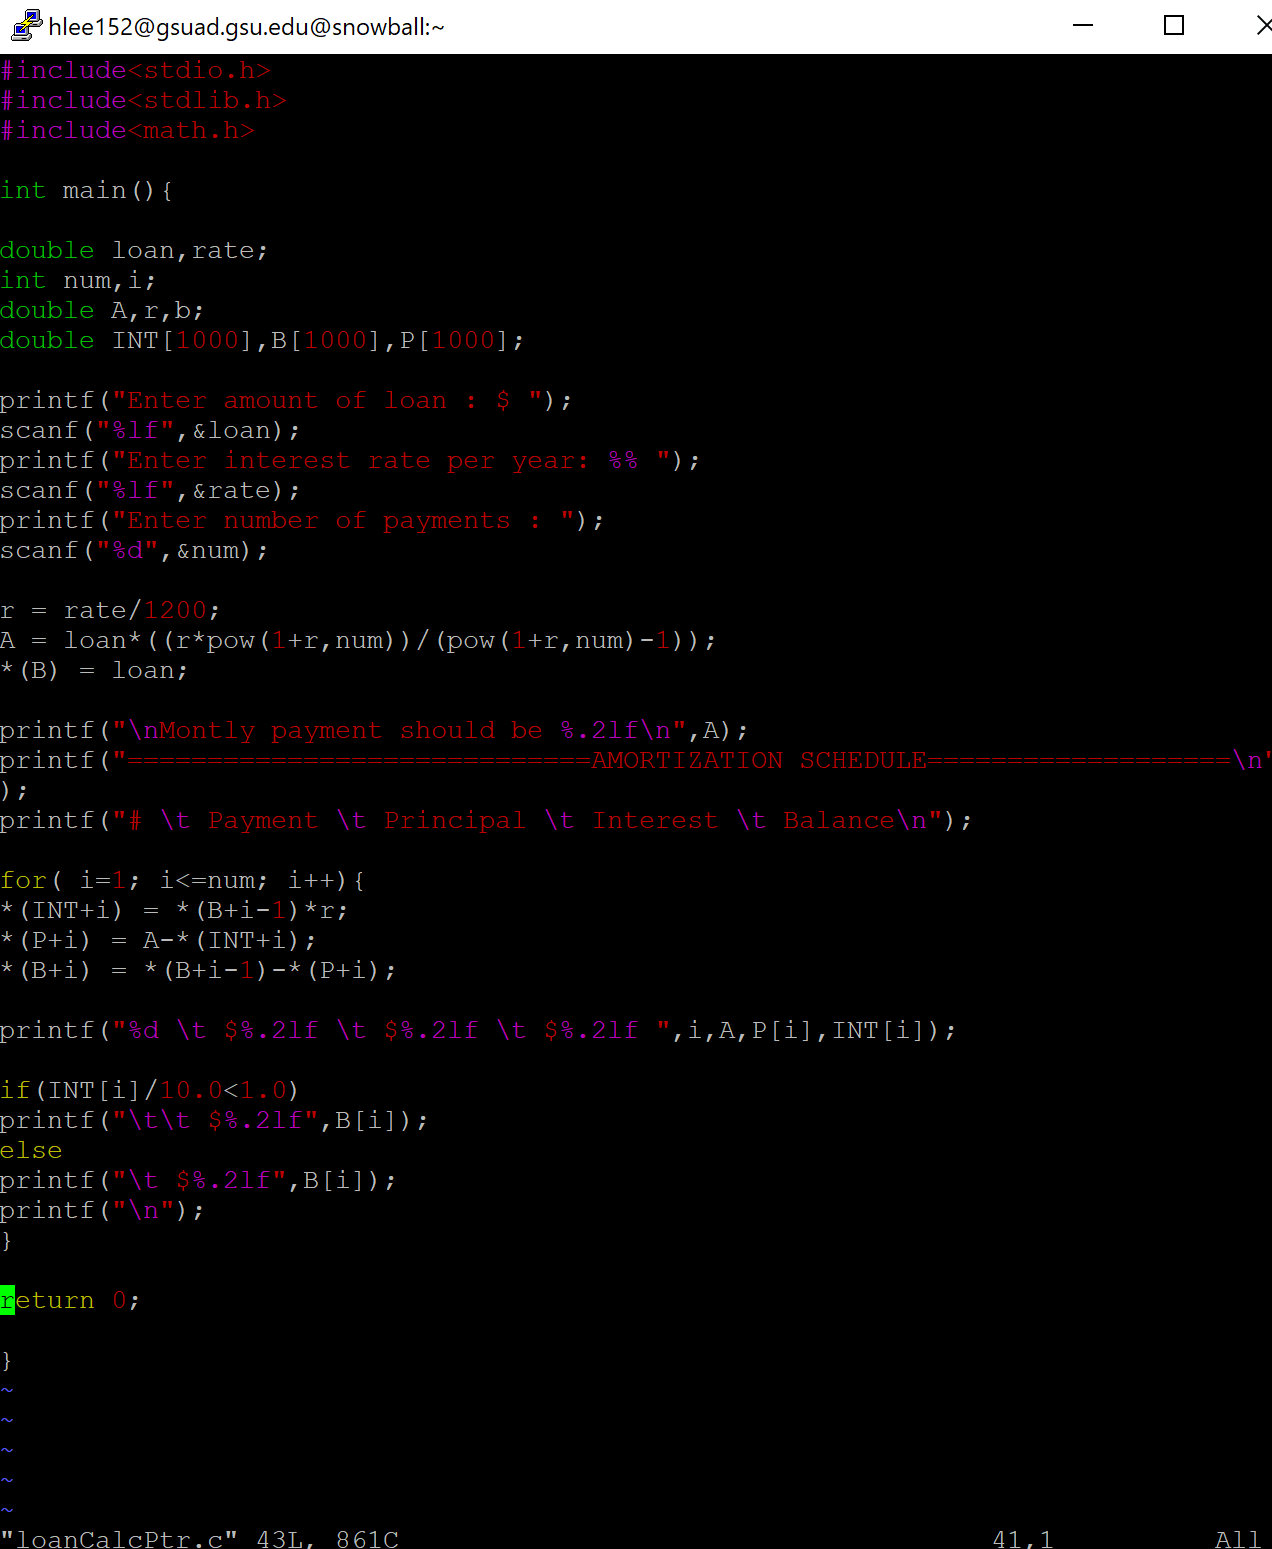 hlee152@gsuad.gsu.edu@snowball:~
#include<stdio.h>
#include<stdlib.h>
#include<math.h>
int main(){
double loan,rate;
int num,i;
double A,r,b;
double INT[1000],B[1000],P[1000];
printf("Enter amount of loan : $ ");
scanf("%lf",&loan);
printf("Enter interest rate per year: %% ");
scanf("%lf",&rate);
printf("Enter number of payments : ");
scanf("%d",&num);
r = rate/1200;
A = loan*((r*pow(1+r,num))/(pow(1+r,num)-1));
*(B) = loan;
printf("\nMontly payment should be %.2lf\n",A);
printf("=============================AMORTIZATION SCHEDULE===================\n"
);
printf("# \t Payment \t Principal \t Interest \t Balance\n");
for( i=1; i<=num; i++){
*(INT+i) = *(B+i-1)*r;
*(P+i) = A-*(INT+i);
*(B+i) = *(B+i-1)-*(P+i);
printf("%d \t $%.2lf \t $%.2lf \t $%.2lf ",i,A,P[i],INT[i]);
if(INT[i]/10.0<1.0)
printf("\t\t $%.2lf",B[i]);
else
printf("\t $%.2lf",B[i]);
printf("\n");
}
return 0;
}
~
~
~
~
~
"loanCalcPtr.c" 43L, 861C 41,1 All